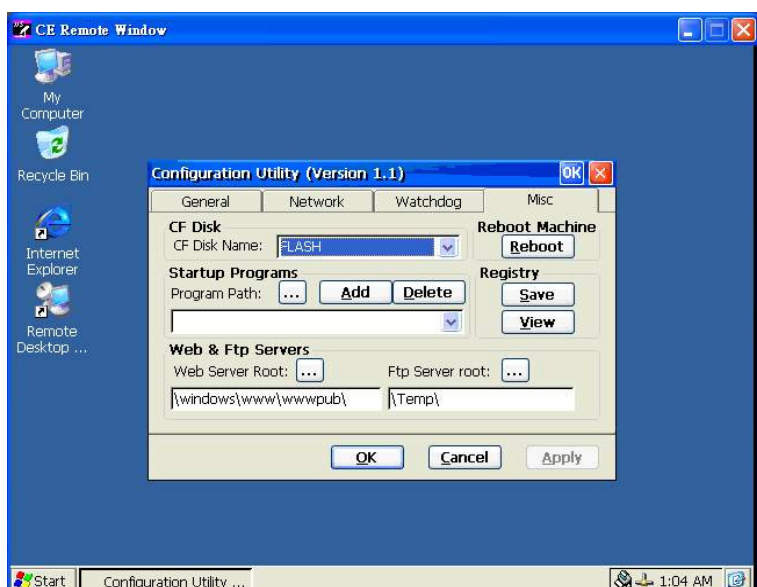 CE Remote Window
My
Computer
Recycle Bin
Internet
Explorer
Remote
Desktop ...
Configuration Utility (Version 1.1)
OK
General
Network
Watchdog
Misc
CF Disk
CF Disk Name:
FLASH
Reboot Machine
Reboot
Startup Programs
Program Path:
...
Add
Delete
Registry
Save
View
Web & Ftp Servers
Web Server Root:
...
Ftp Server root:
...
\windows\www\wwwpub\
\Temp\
OK
Cancel
Apply
Start
Configuration Utility ...
1:04 AM